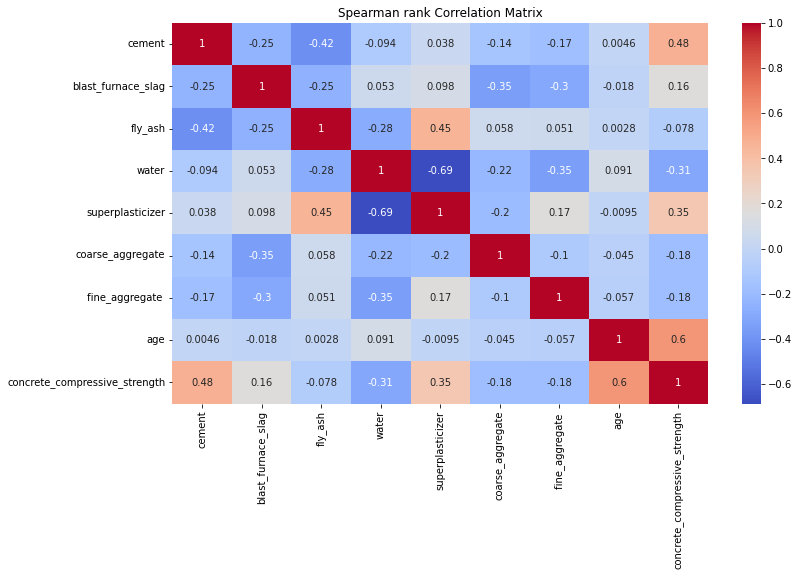 Spearman rank Correlation Matrix
cement 1 -0.25 -0.42 -0.094 0.038 -0.14 -0.17 0.0046 0.48
blast_furnace_slag -0.25 1 -0.25 0.053 0.098 -0.35 -0.3 -0.018 0.16
fly_ash -0.42 -0.25 1 -0.28 0.45 0.058 0.051 0.0028 -0.078
water -0.094 0.053 -0.28 1 -0.69 -0.22 -0.35 0.091 -0.31
superplasticizer 0.038 0.098 0.45 -0.69 1 -0.2 0.17 -0.0095 0.35
coarse_aggregate -0.14 -0.35 0.058 -0.22 -0.2 1 -0.1 -0.045 -0.18
fine_aggregate -0.17 -0.3 0.051 -0.35 0.17 -0.1 1 -0.057 -0.18
age 0.0046 -0.018 0.0028 0.091 -0.0095 -0.045 -0.057 1 0.6
concrete_compressive_strength 0.48 0.16 -0.078 -0.31 0.35 -0.18 -0.18 0.6 1
cement
blast_furnace_slag
fly_ash
water
superplasticizer
coarse_aggregate
fine_aggregate
age
concrete_compressive_strength
1.0
0.8
0.6
0.4
0.2
0.0
-0.2
-0.4
-0.6